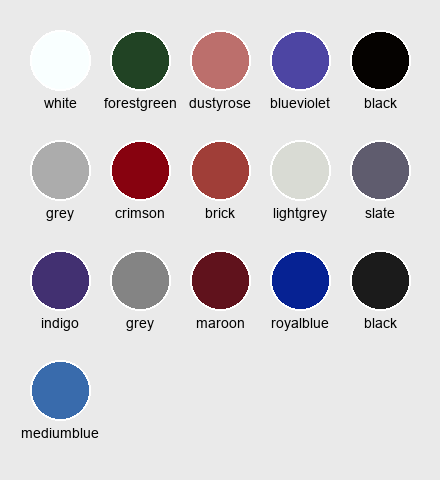 white forestgreen dustyrose blueviolet black
grey crimson brick lightgrey slate
indigo grey maroon royalblue black
mediumblue